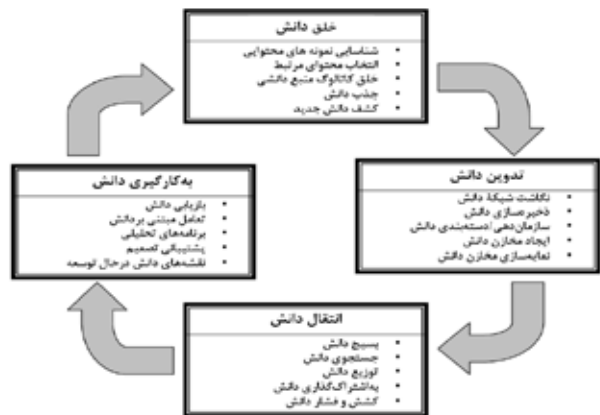 خلق دانش
شناسایی نمونه های محتوایی
انتخاب محتوای مرتبط
خلق کاتالوگ منبع دانشی
جذب دانش
کشف دانش جدید
تدوین دانش
نگاشت شبکهٔ دانش
ذخیره‌سازی دانش
سازمان‌دهی/دسته‌بندی دانش
ایجاد مخازن دانش
نمایه‌سازی مخازن دانش
انتقال دانش
بسیج دانش
جستجوی دانش
توزیع دانش
به‌اشتراک‌گذاری دانش
کشش و فشار دانش
به‌کارگیری دانش
بازیابی دانش
تعامل مبتنی بر دانش
برنامه‌های تحلیلی
پشتیبانی تصمیم
نقشه‌های دانش درحال توسعه